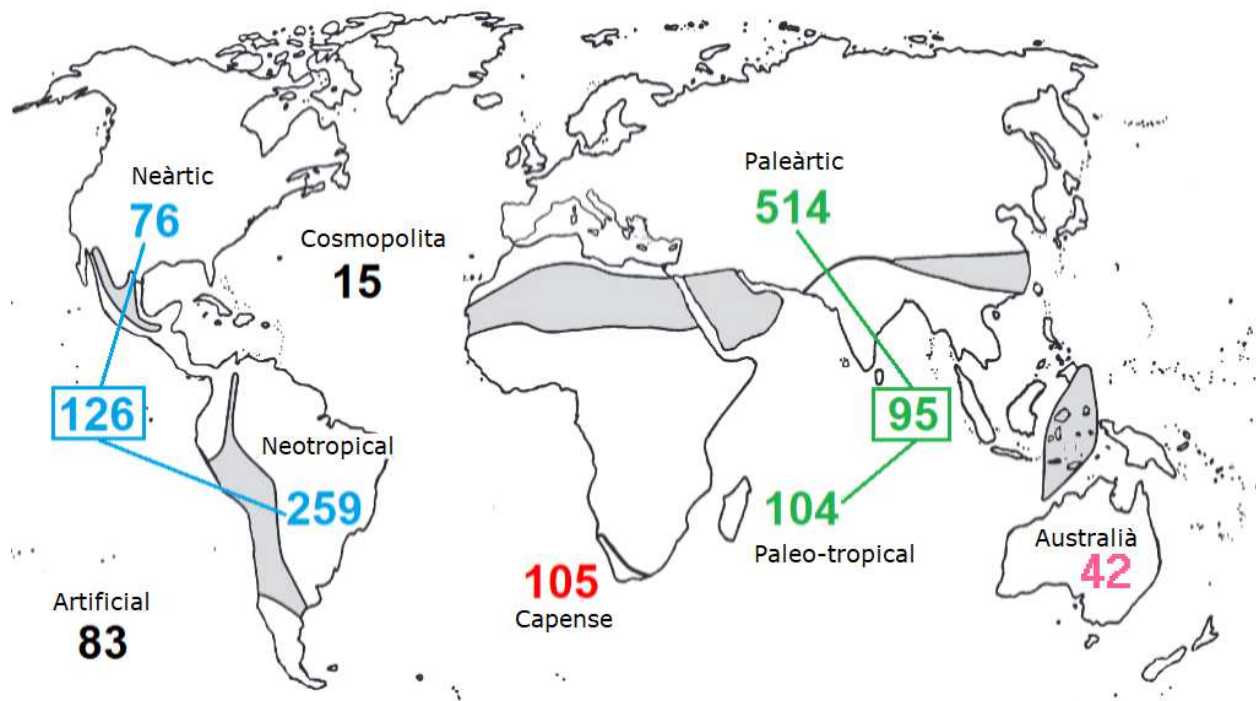 Neàrtic
76
Cosmopolita
15
Paleàrtic
514
126
95
Neotropical
259
104
Paleo-tropical
Australià
42
105
Capense
Artificial
83